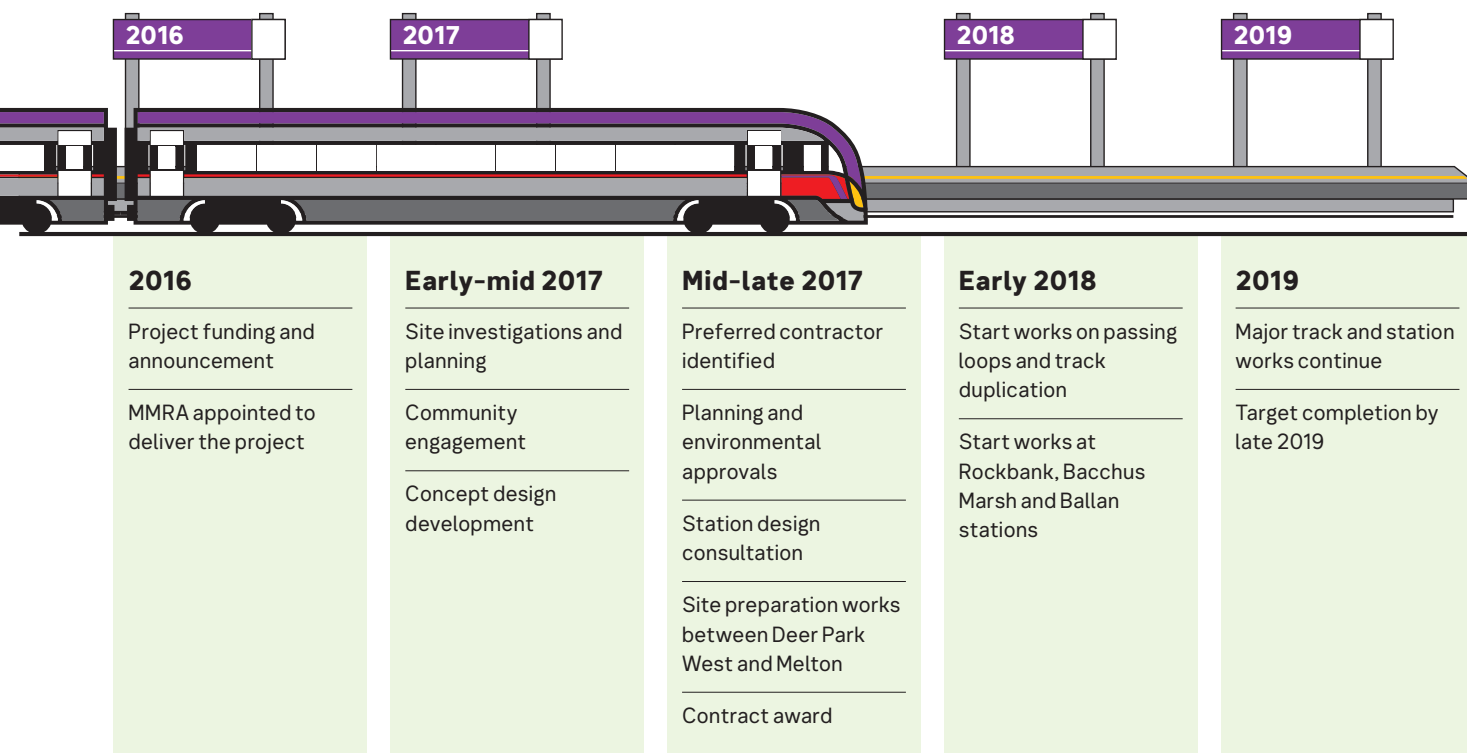 2016
2017
2018
2019
2016
Project funding and
announcement
MMRA appointed to
deliver the project
Early-mid 2017
Site investigations and
planning
Community
engagement
Concept design
development
Mid-late 2017
Preferred contractor
identified
Planning and
environmental
approvals
Station design
consultation
Site preparation works
between Deer Park
West and Melton
Contract award
Early 2018
Start works on passing
loops and track
duplication
Start works at
Rockbank, Bacchus
Marsh and Ballan
stations
2019
Major track and station
works continue
Target completion by
late 2019